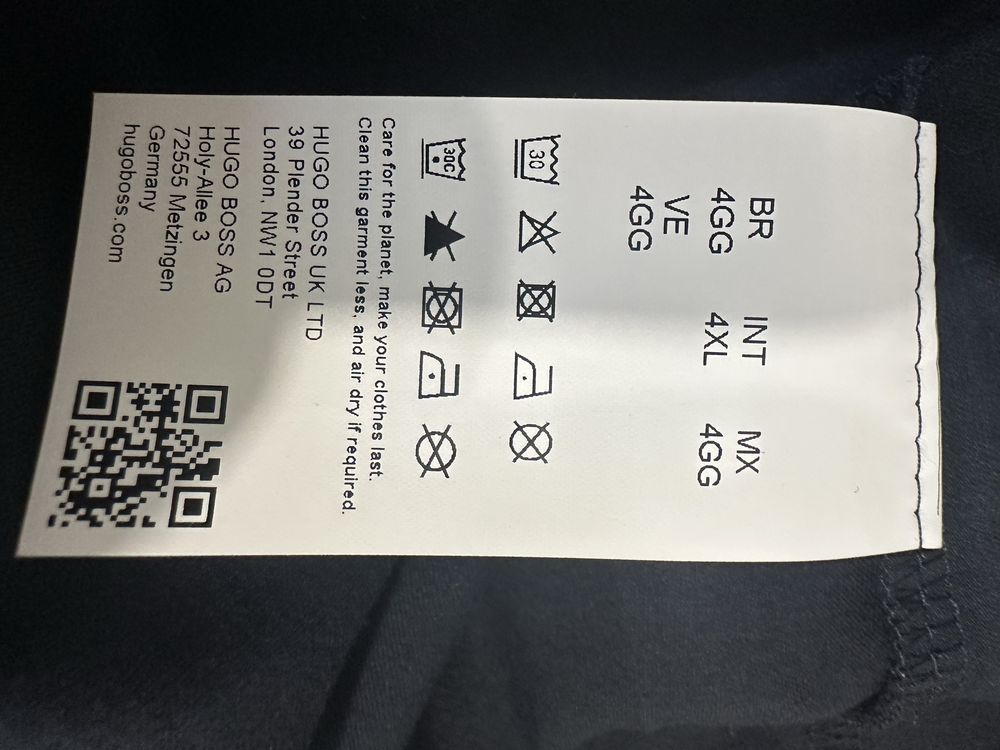 BR INT MX
4GG 4XL 4GG
VE
4GG
30
30C
Care for the planet, make your clothes last.
Clean this garment less, and air dry if required.
HUGO BOSS UK LTD
39 Plender Street
London, NW1 0DT
HUGO BOSS AG
Holy-Allee 3
72555 Metzingen
Germany
hugoboss.com